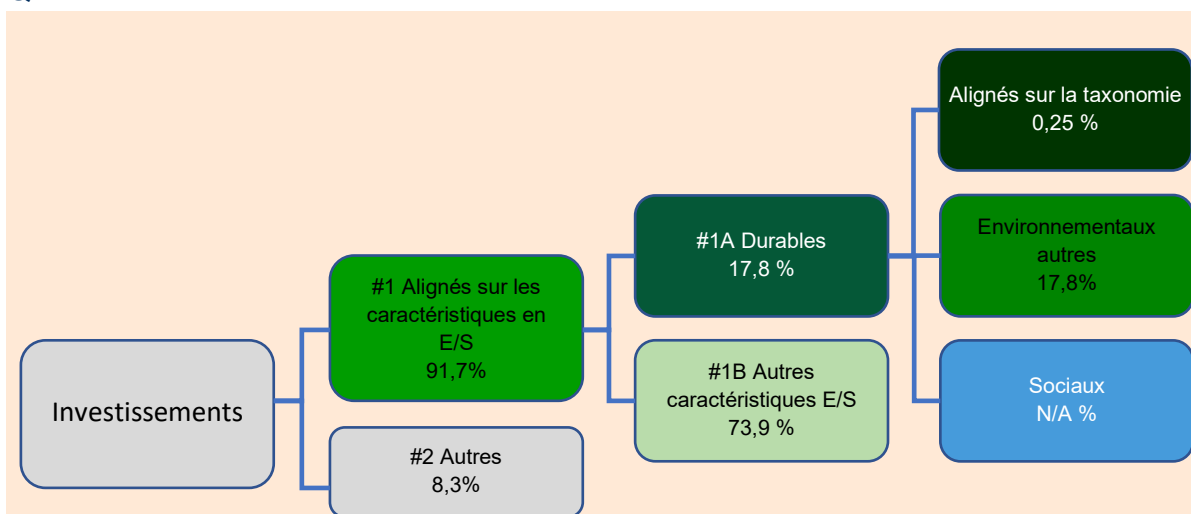 Investissements
#1 Alignés sur les
caractéristiques en
E/S
91,7%
#2 Autres
8,3%
#1A Durables
17,8 %
#1B Autres
caractéristiques E/S
73,9 %
Alignés sur la taxonomie
0,25 %
Environnementaux
autres
17,8%
Sociaux
N/A %